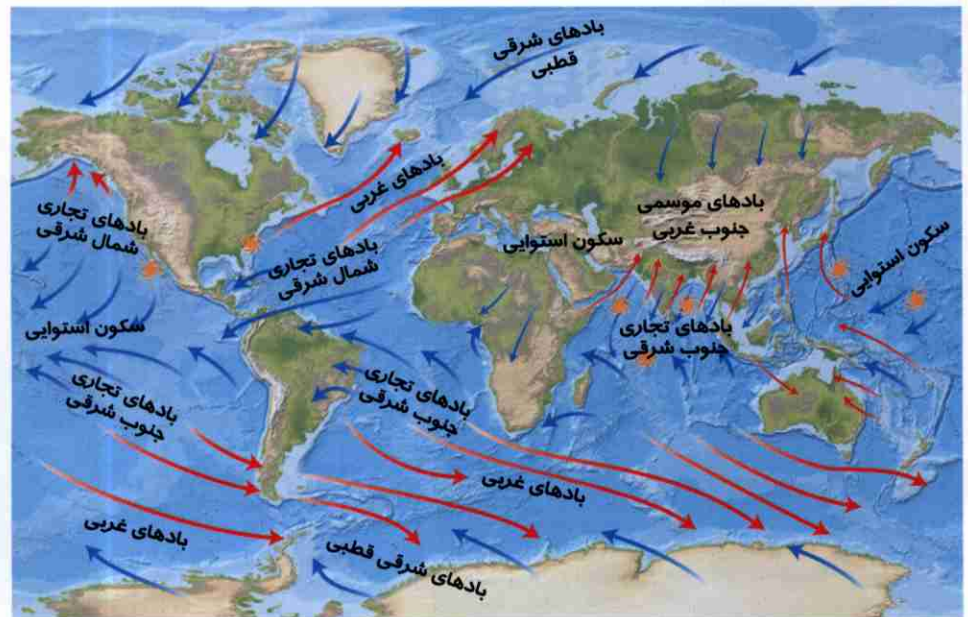 بادهای شرقی
قطبی
بادهای غربی
بادهای تجاری
شمال شرقی
بادهای تجاری
شمال شرقی
سکون استوایی
بادهای موسمی
جنوب غربی
سکون استوایی
سکون استوایی
بادهای تجاری
جنوب شرقی
بادهای تجاری
جنوب شرقی
بادهای تجاری
جنوب شرقی
بادهای غربی
بادهای غربی
بادهای شرقی قطبی